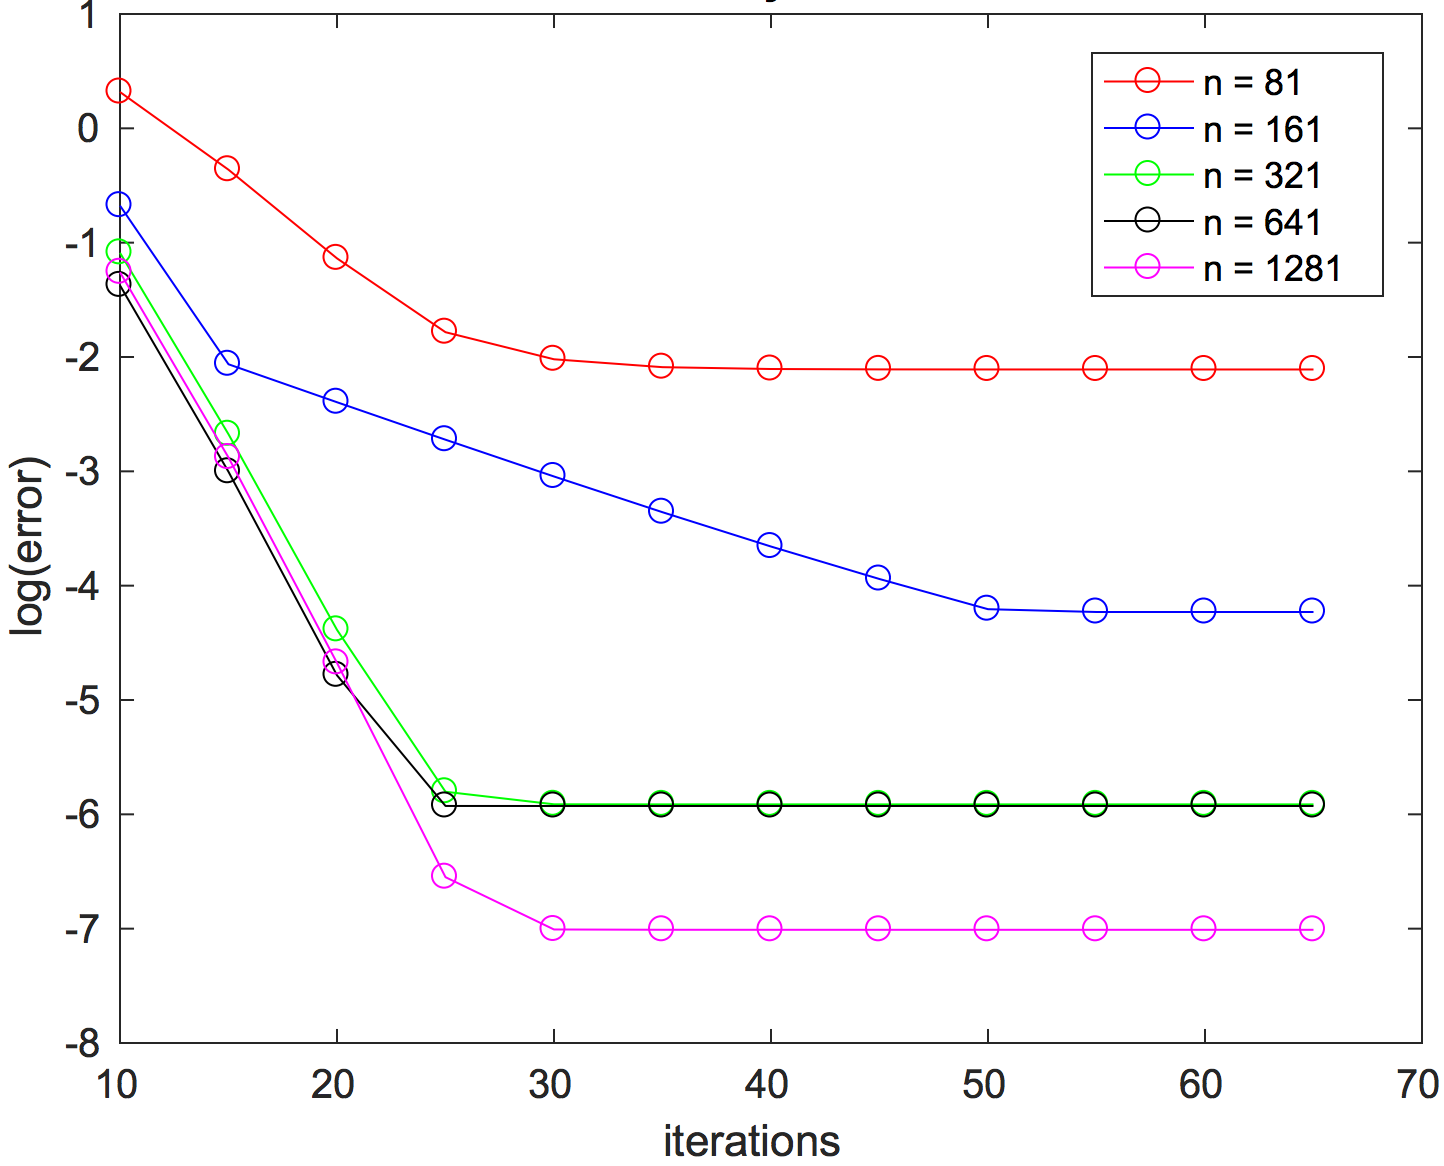 1
0
-1
-2
-3
-4
-5
-6
-7
-8
log(error)
10 20 30 40 50 60 70
iterations
n = 81
n = 161
n = 321
n = 641
n = 1281